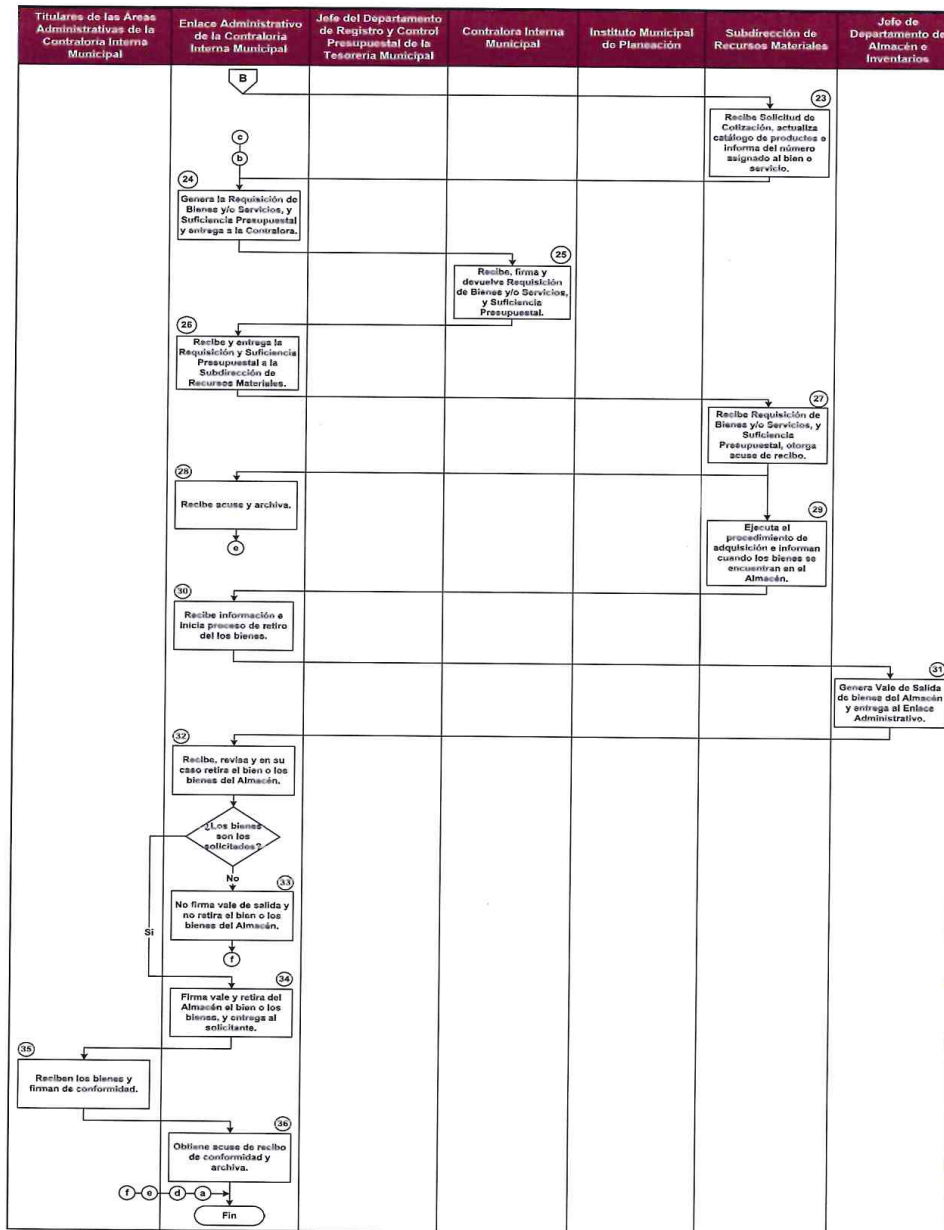 Titulares de las Áreas
Administrativas de la
Contraloría Interna
Municipal
Enlace Administrativo
de la Contraloría
Interna Municipal
Jefe del Departamento
de Registro y Control
Presupuestal de la
Tesorería Municipal
Contralora Interna
Municipal
Instituto Municipal
de Planeación
Subdirección de
Recursos Materiales
Jefe de
Departamento de
Almacén e
Inventarios
B
23
Recibe Solicitud de
Cotización, actualiza
catálogo de productos e
informa del número
asignado al bien o
servicio.
c
b
24
Genera la Requisición de
Bienes y/o Servicios, y
Suficiencia Presupuestal
y entrega a la Contralora.
25
Recibe, firma y
devuelve Requisición
de Bienes y/o Servicios,
y Suficiencia
Presupuestal.
26
Recibe y entrega la
Requisición y Suficiencia
Presupuestal a la
Subdirección de
Recursos Materiales.
27
Recibe Requisición de
Bienes y/o Servicios, y
Suficiencia
Presupuestal, otorga
acuse de recibo.
28
Recibe acuse y archiva.
e
29
Ejecuta el
procedimiento de
adquisición e informan
cuando los bienes se
encuentran en el
Almacén.
30
Recibe información e
inicia proceso de retiro
del los bienes.
31
Genera Vale de Salida
de bienes del Almacén
y entrega al Enlace
Administrativo.
32
Recibe, revisa y en su
caso retira el bien o los
bienes del Almacén.
¿Los bienes
son los
solicitados?
No
Si
33
No firma vale de salida y
no retira el bien o los
bienes del Almacén.
f
34
Firma vale y retira del
Almacén el bien o los
bienes, y entrega al
solicitante.
35
Reciben los bienes y
firman de conformidad.
36
Obtiene acuse de recibo
de conformidad y
archiva.
f e d a
Fin